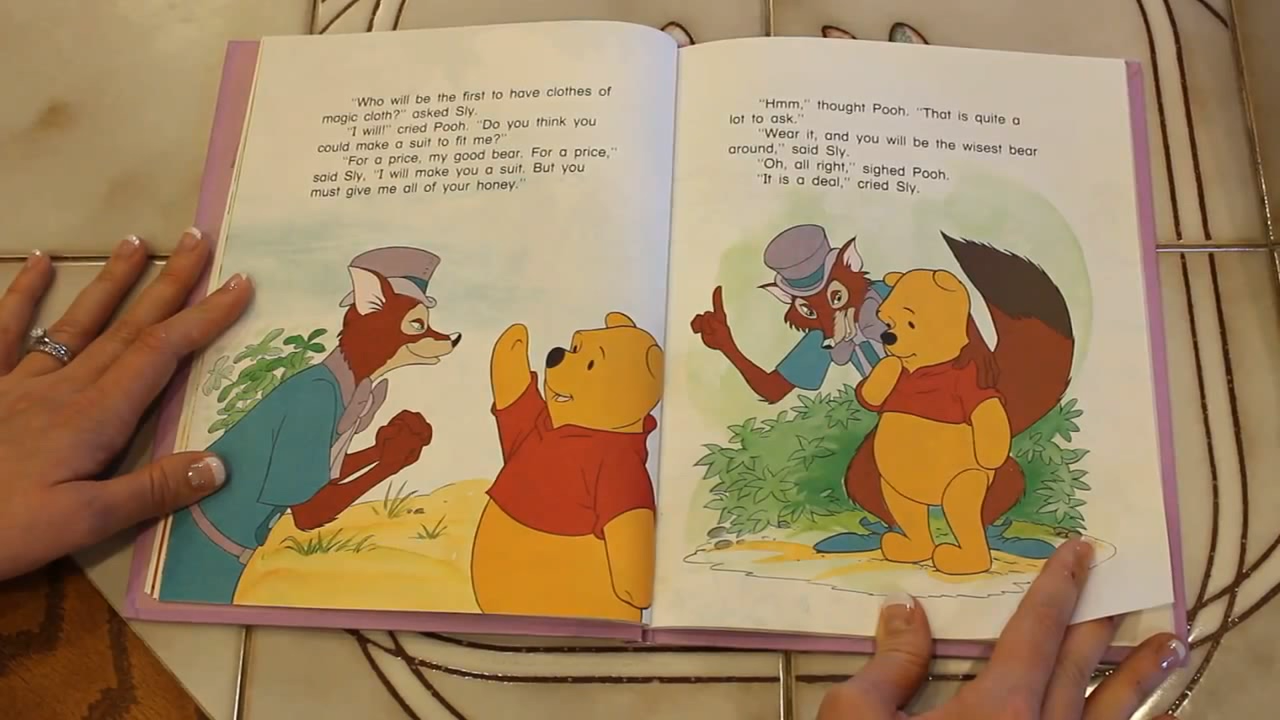 "Who will be the first to have clothes of
magic cloth?" asked Sly.
"I will!" cried Pooh. "Do you think you
could make a suit to fit me?"
"For a price, my good bear. For a price,"
said Sly. "I will make you a suit. But you
must give me all of your honey."
"Hmm," thought Pooh. "That is quite a
lot to ask."
"Wear it, and you will be the wisest bear
around," said Sly.
"Oh, all right," sighed Pooh.
"It is a deal," cried Sly.